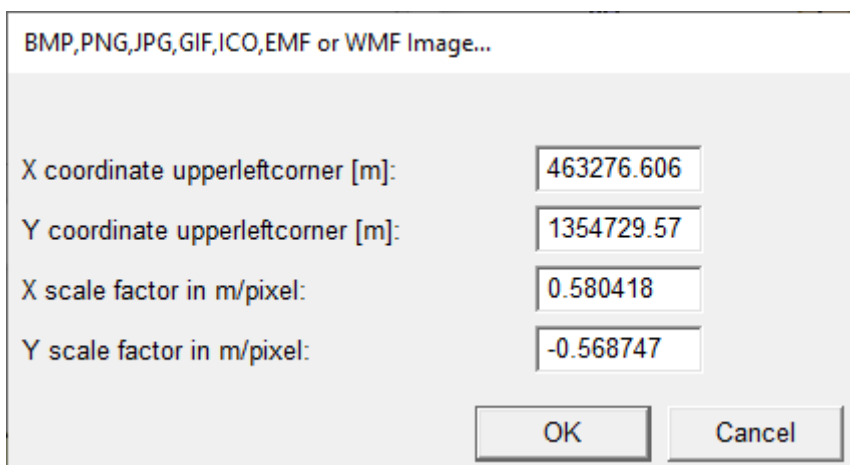 BMP,PNG,JPG,GIF,ICO,EMF or WMF Image...
X coordinate upperleftcorner [m]: 463276.606
Y coordinate upperleftcorner [m]: 1354729.57
X scale factor in m/pixel: 0.580418
Y scale factor in m/pixel: -0.568747
OK Cancel